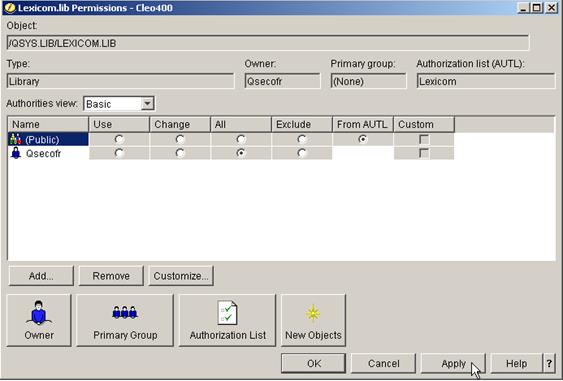 Lexicom.lib Permissions - Cleo400
Object:
/QSYS.LIB/LEXICOM.LIB
Type: Owner: Primary group: Authorization list (AUTL):
Library Qsecofr (None) Lexicom
Authorities view: Basic
Name Use Change All Exclude From AUTL Custom
(Public)
Qsecofr
Add... Remove Customize...
Owner Primary Group Authorization List New Objects
OK Cancel Apply Help ?